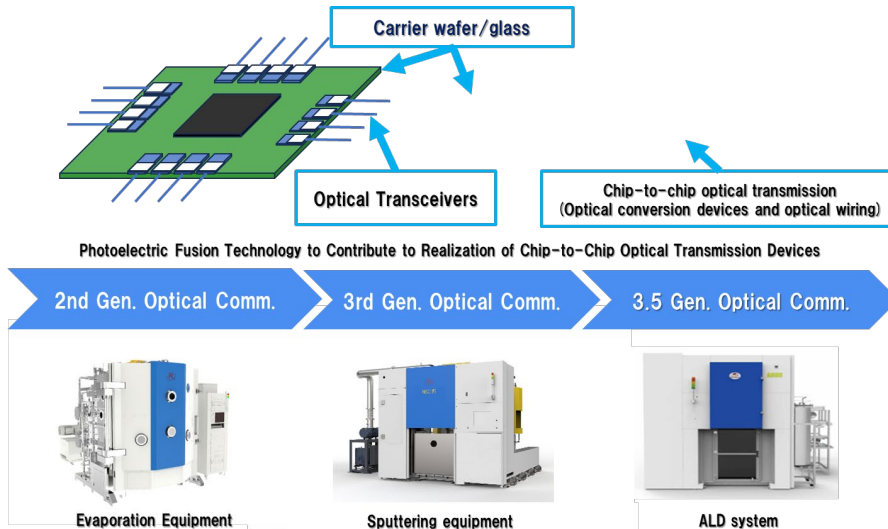 Carrier wafer/glass
Optical Transceivers
Chip-to-chip optical transmission
(Optical conversion devices and optical wiring)
Photoelectric Fusion Technology to Contribute to Realization of Chip-to-Chip Optical Transmission Devices
2nd Gen. Optical Comm.
3rd Gen. Optical Comm.
3.5 Gen. Optical Comm.
Evaporation Equipment
Sputtering equipment
ALD system